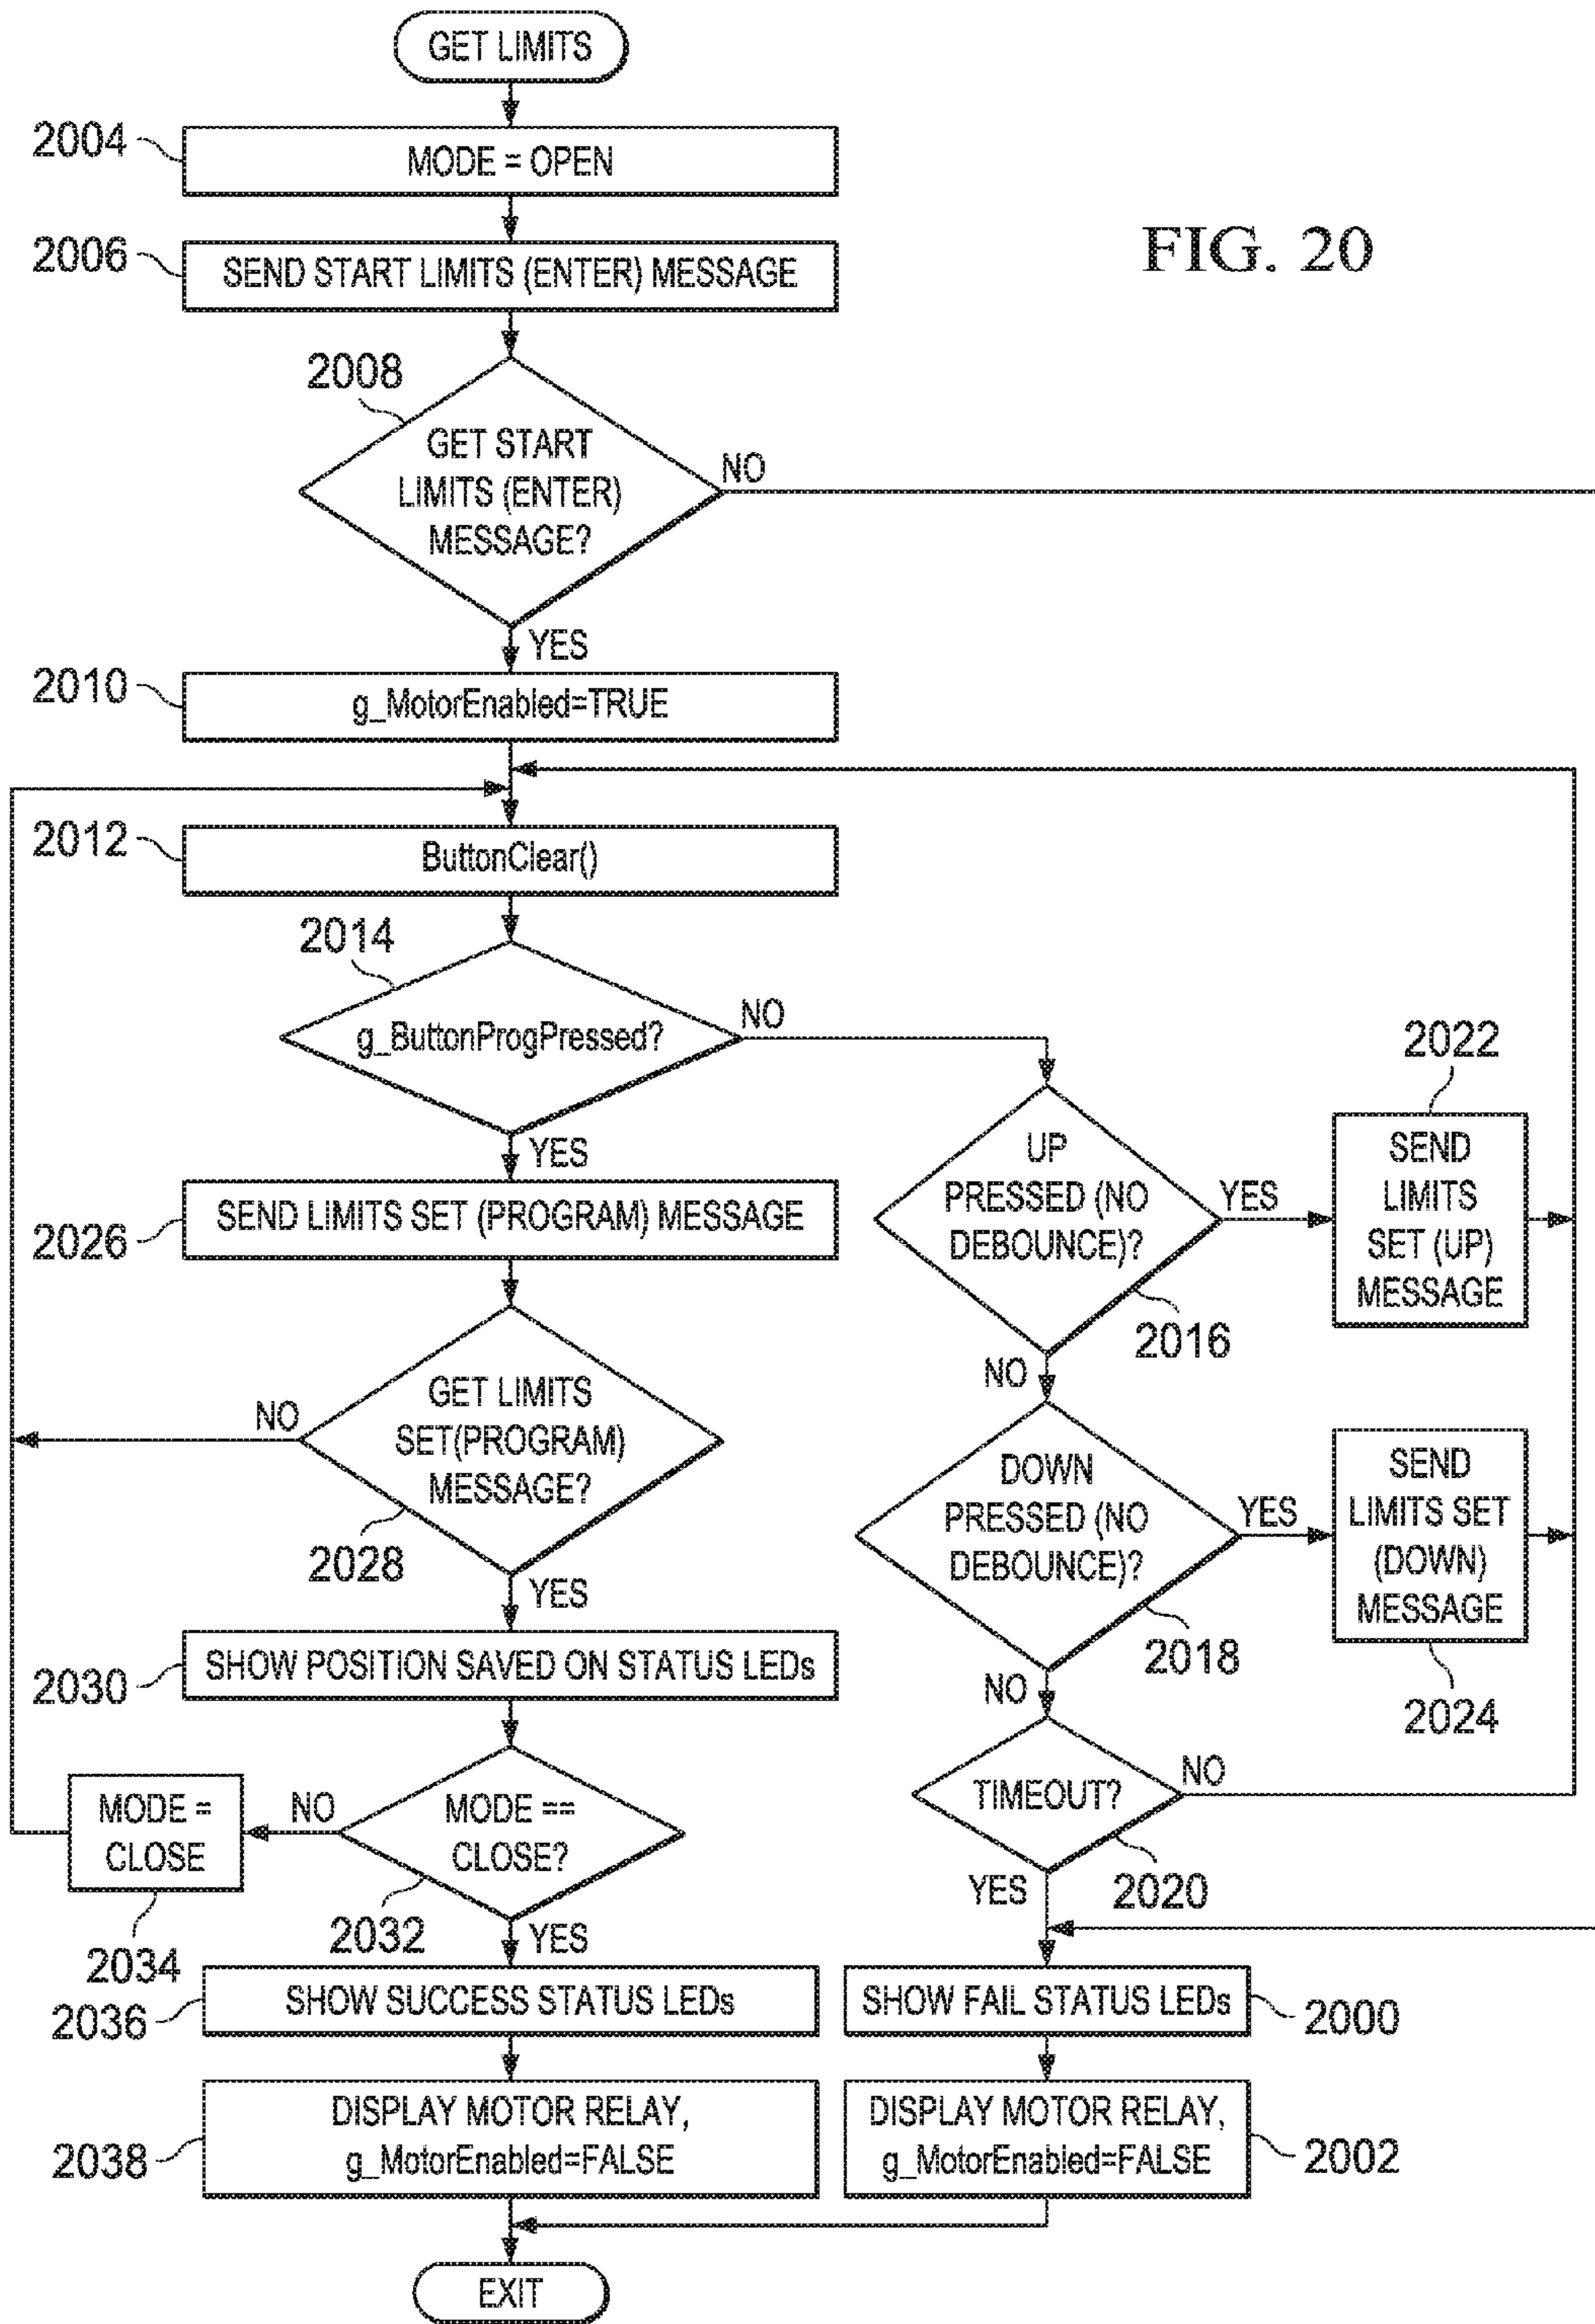 GET LIMITS
2004
MODE = OPEN
FIG. 20
2006
SEND START LIMITS (ENTER) MESSAGE
2008
GET START
LIMITS (ENTER)
MESSAGE?
NO
YES
2010
g_MotorEnabled=TRUE
2012
ButtonClear()
2014
g_ButtonProgPressed?
NO
YES
2026
SEND LIMITS SET (PROGRAM) MESSAGE
UP
PRESSED (NO
DEBOUNCE)?
2016
YES
NO
2022
SEND
LIMITS
SET (UP)
MESSAGE
GET LIMITS
SET(PROGRAM)
MESSAGE?
2028
NO
YES
DOWN
PRESSED (NO
DEBOUNCE)?
2018
YES
NO
SEND
LIMITS SET
(DOWN)
MESSAGE
2024
2030
SHOW POSITION SAVED ON STATUS LEDs
MODE ==
CLOSE?
2032
NO
YES
MODE =
CLOSE
2034
TIMEOUT?
2020
NO
YES
2036
SHOW SUCCESS STATUS LEDs
SHOW FAIL STATUS LEDs
2000
2038
DISPLAY MOTOR RELAY,
g_MotorEnabled=FALSE
DISPLAY MOTOR RELAY,
g_MotorEnabled=FALSE
2002
EXIT